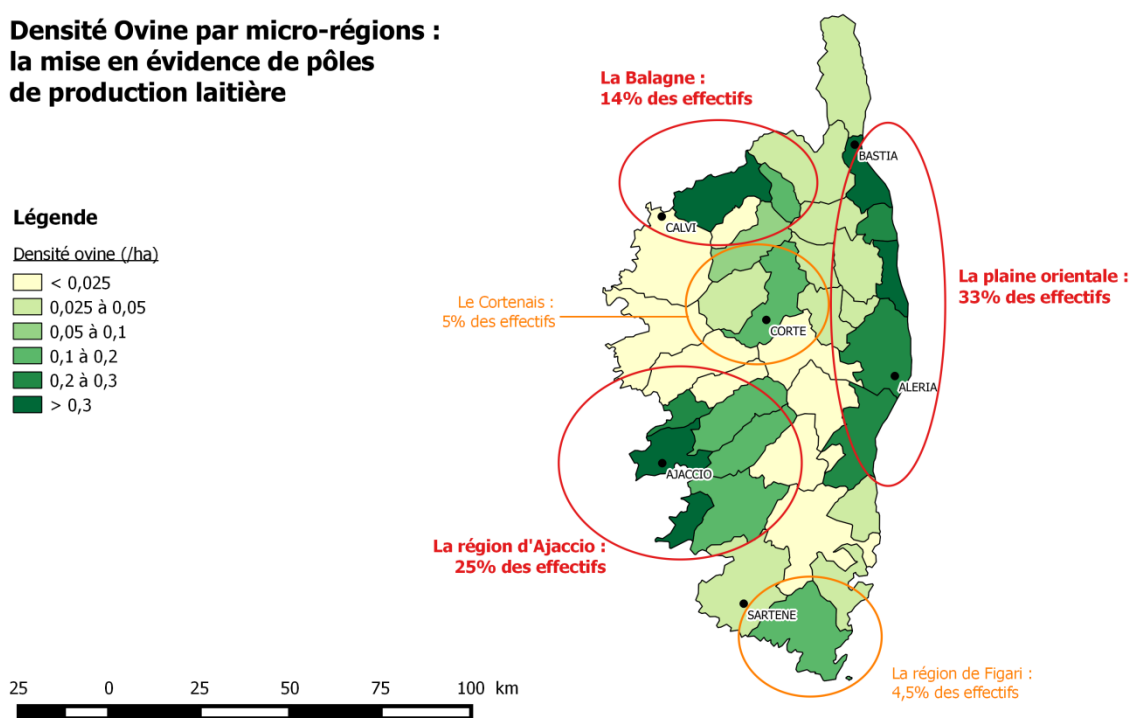 Densité Ovine par micro-régions :
la mise en évidence de pôles
de production laitière
La Balagne :
14% des effectifs
BASTIA
Légende
Densité ovine (/ha)
< 0,025
0,025 à 0,05
0,05 à 0,1
0,1 à 0,2
0,2 à 0,3
> 0,3
CALVI
La plaine orientale :
33% des effectifs
Le Cortenais :
5% des effectifs
CORTE
ALERIA
AJACCIO
La région d'Ajaccio :
25% des effectifs
SARTENE
La région de Figari :
4,5% des effectifs
25 0 25 50 75 100 km